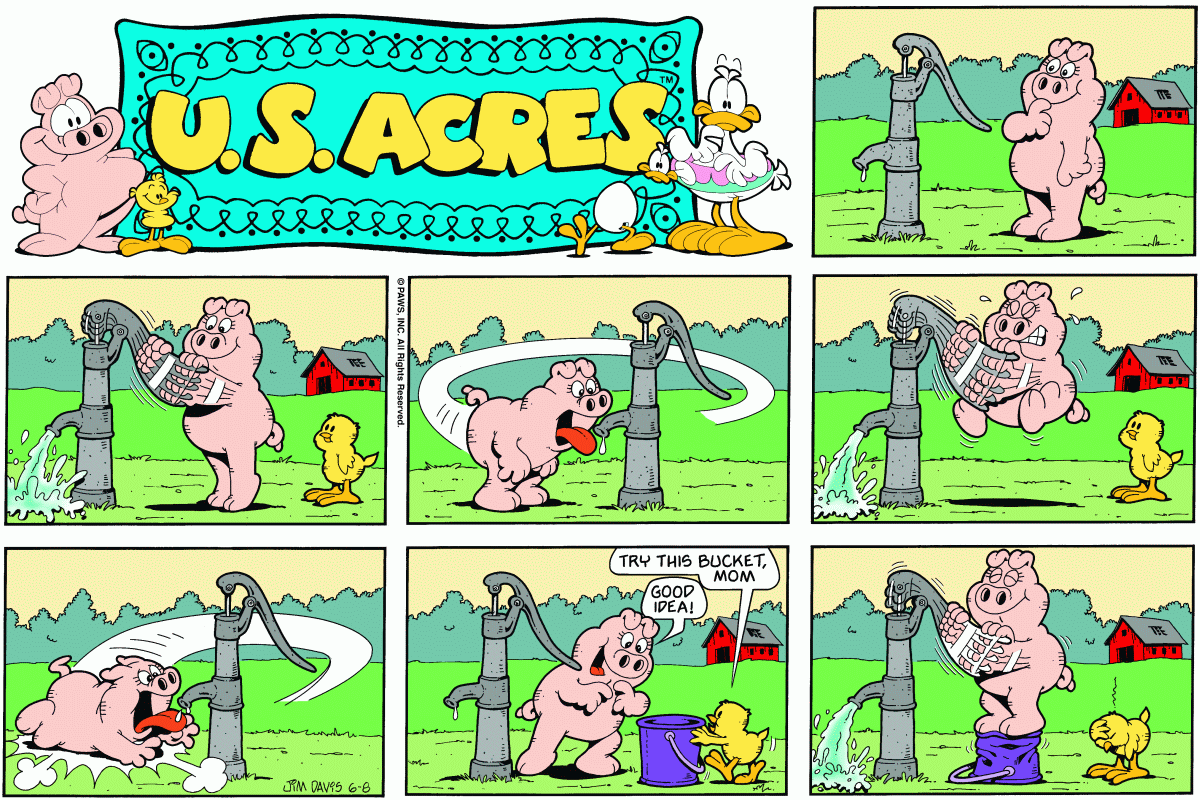 U.S. ACRES
TM
© PAWS, INC. All Rights Reserved.
JIM DAVIS 6-8
TRY THIS BUCKET,
MOM
GOOD
IDEA!